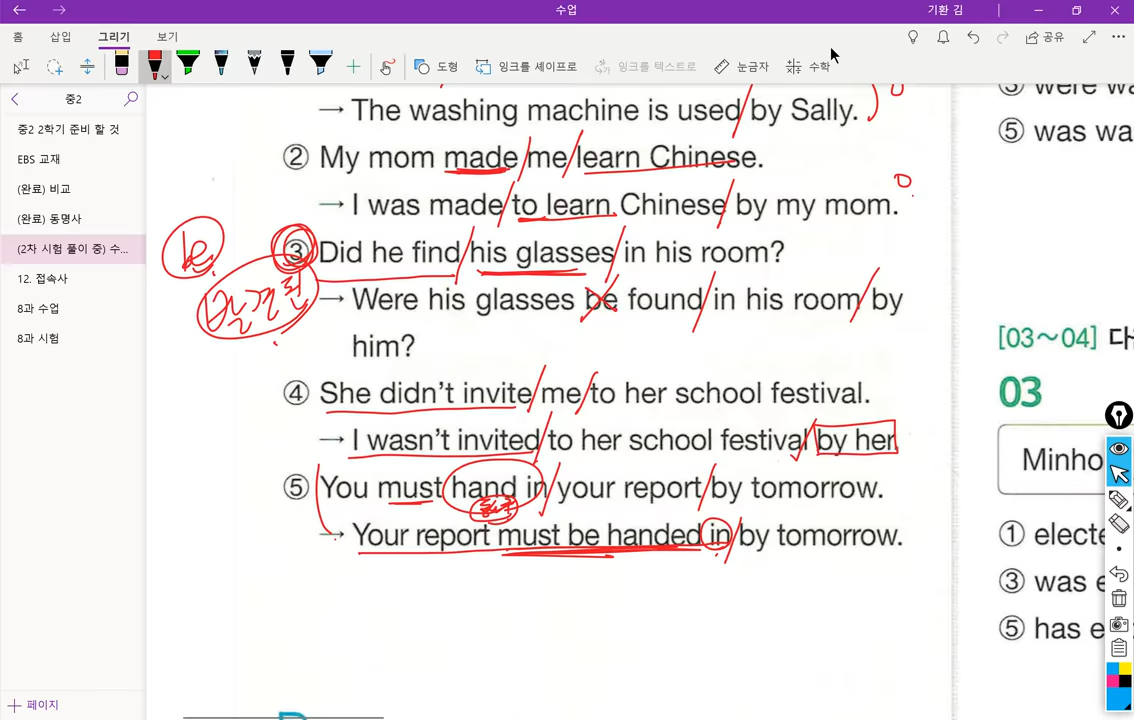 수업
기환 김
홈 삽입 그리기 보기
도형 잉크를 셰이프로 잉크를 텍스트로 눈금자 수학 공유
중2
중2 2학기 준비 할 것
EBS 교재
(완료) 비교
(완료) 동명사
(2차 시험 풀이 중) 수...
12. 접속사
8과 수업
8과 시험
페이지
→ The washing machine is used by Sally.
② My mom made me learn Chinese.
→ I was made to learn Chinese by my mom.
③ Did he find his glasses in his room?
발견된
→ Were his glasses be found in his room by
him?
④ She didn't invite me to her school festival.
→ I wasn't invited to her school festival by her
⑤ You must hand in your report by tomorrow.
→ Your report must be handed in by tomorrow.
⑤ was wa
[03~04] 대
03
Minho
① electe
③ was e
⑤ has e